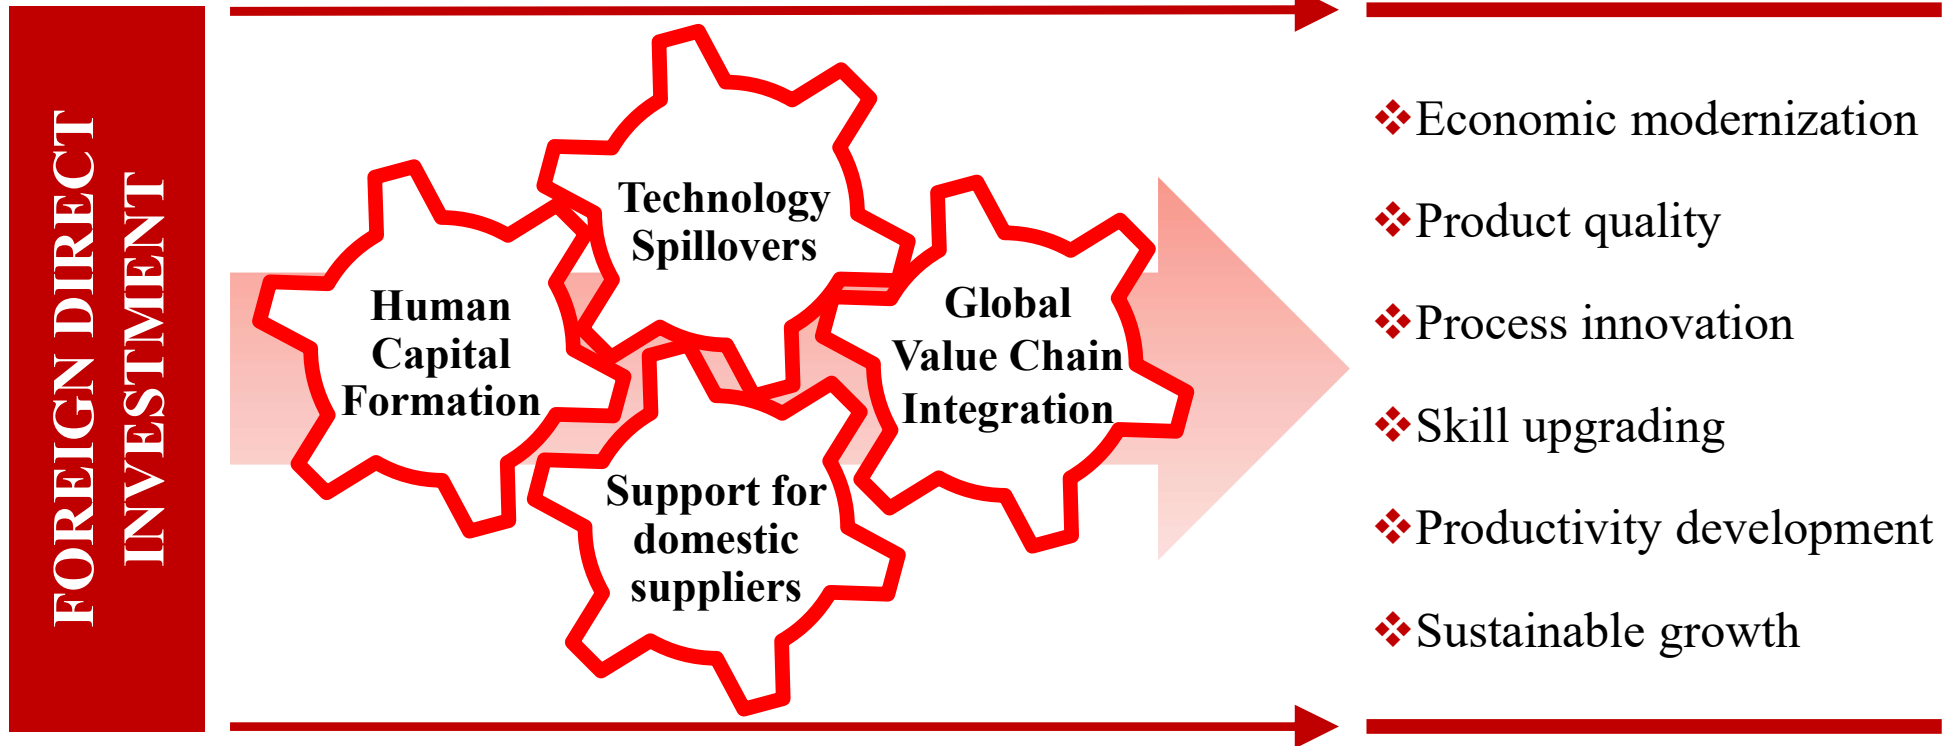 FOREIGN DIRECT
INVESTMENT
Technology
Spillovers
Human
Capital
Formation
Global
Value Chain
Integration
Support for
domestic
suppliers
Economic modernization
Product quality
Process innovation
Skill upgrading
Productivity development
Sustainable growth